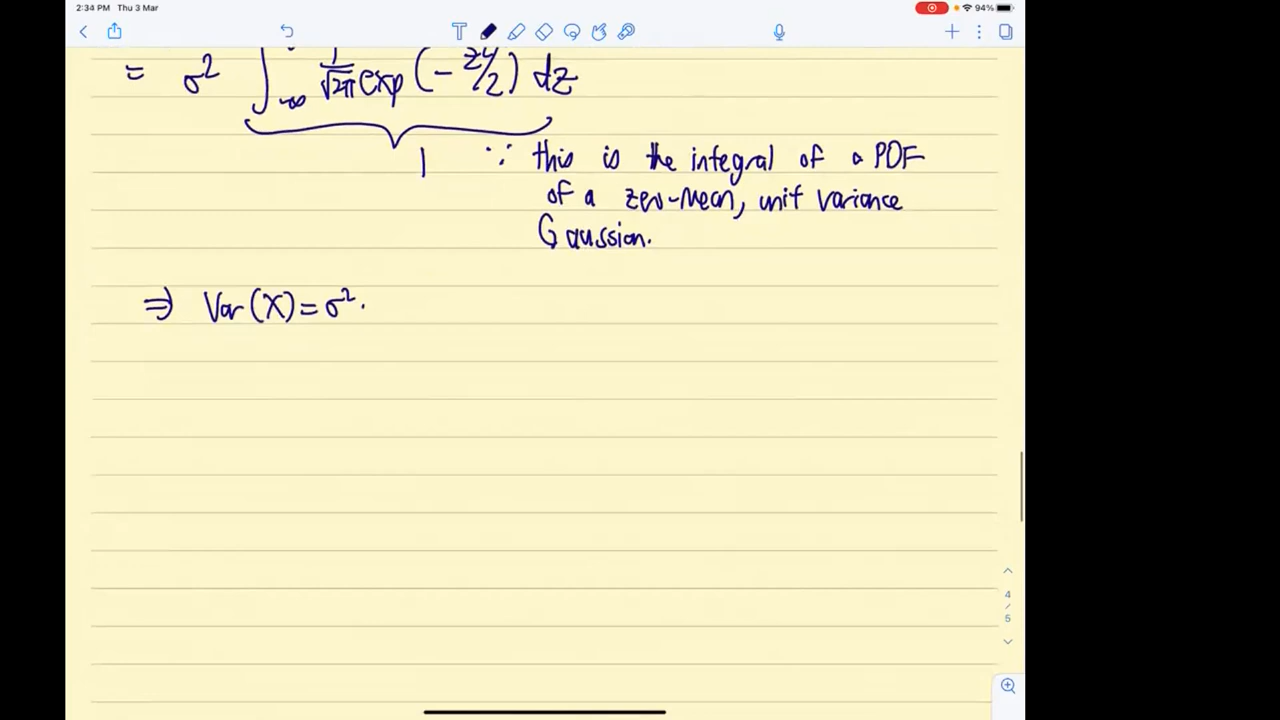 2:34 PM Thu 3 Mar
94%
= σ² ∫_{-∞} 1/√2π exp(-z²/2) dz
1 ∵ this is the integral of a PDF
of a zero-mean, unit variance
Gaussian.
⇒ Var(X) = σ².
4
/
5